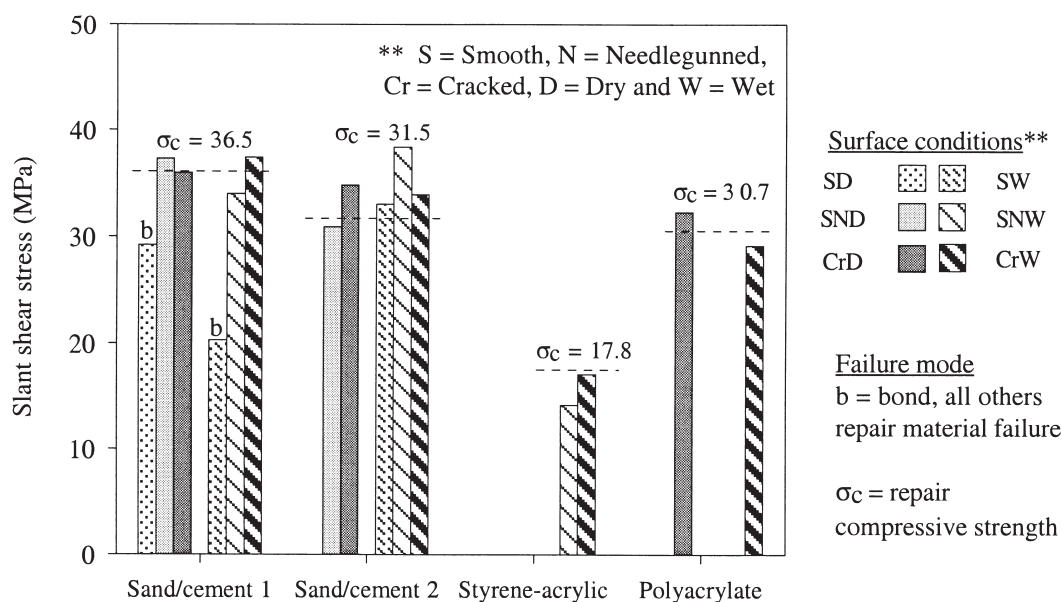 50
40
30
20
10
0
Slant shear stress (MPa)
** S = Smooth, N = Needlegunned,
Cr = Cracked, D = Dry and W = Wet
σc = 36.5
σc = 31.5
σc = 17.8
σc = 3 0.7
b
b
Sand/cement 1
Sand/cement 2
Styrene-acrylic
Polyacrylate
Surface conditions**
SD SW
SND SNW
CrD CrW
Failure mode
b = bond, all others
repair material failure
σc = repair
compressive strength